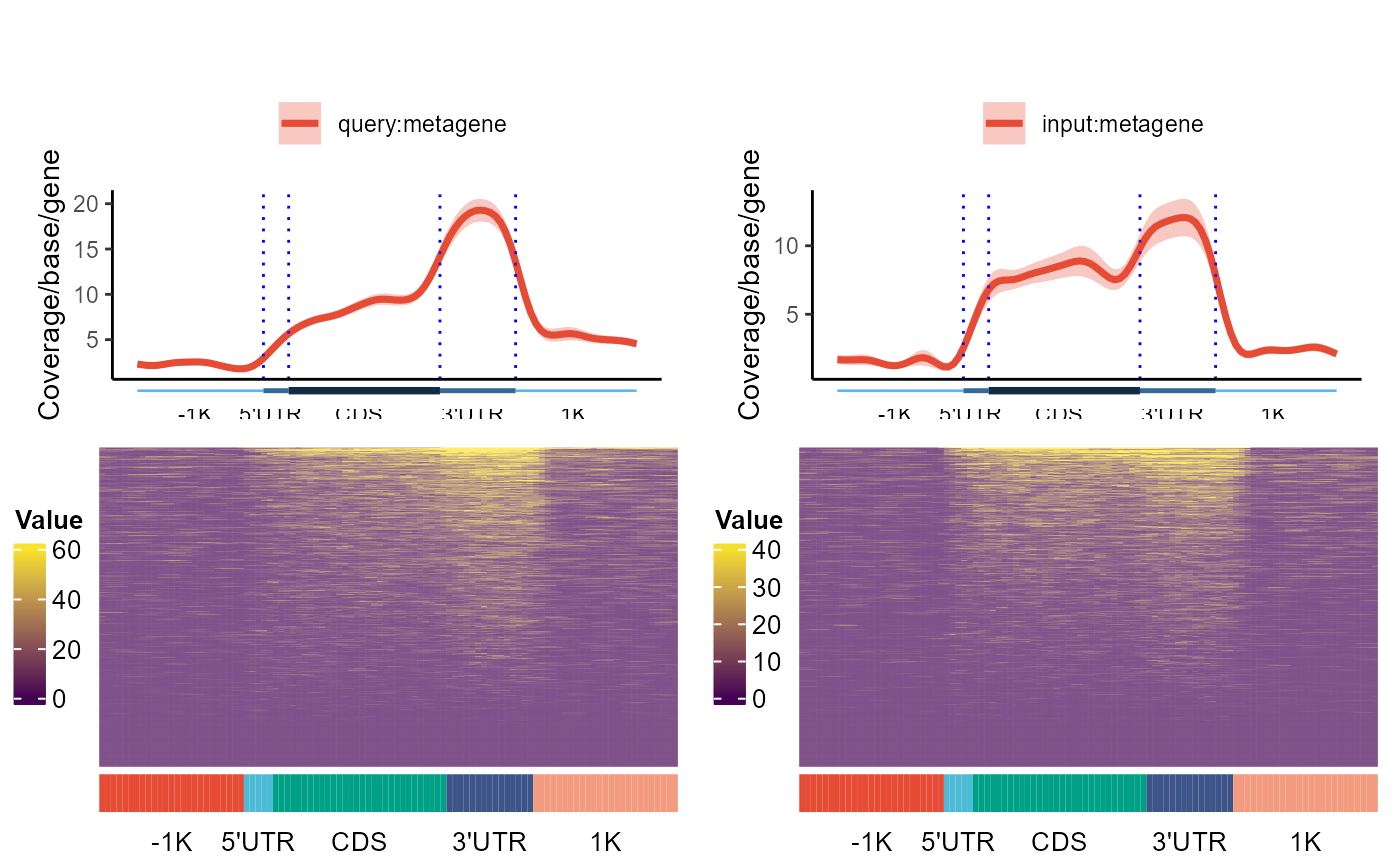 query:metagene
Coverage/base/gene
20
15
10
5
-1K 5'UTR CDS 3'UTR 1K
Value
60
40
20
0
-1K 5'UTR CDS 3'UTR 1K
input:metagene
Coverage/base/gene
10
5
-1K 5'UTR CDS 3'UTR 1K
Value
40
30
20
10
0
-1K 5'UTR CDS 3'UTR 1K